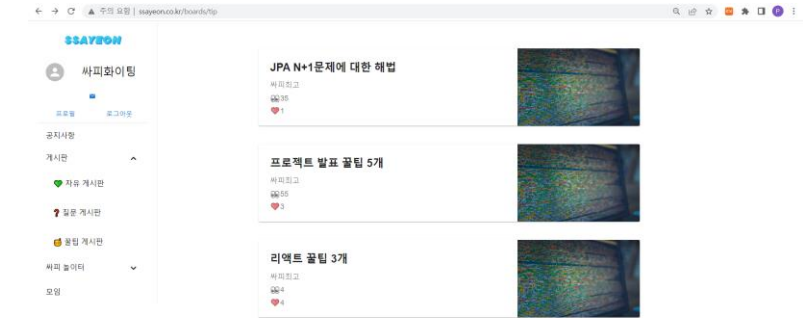 주의 요함 | ssayeon.co.kr/boards/tip
SSAYEON
싸피화이팅
프로필 로그아웃
공지사항
게시판
자유 게시판
질문 게시판
꿀팁 게시판
싸피 놀이터
모임
JPA N+1문제에 대한 해법
싸피최고
35
1
프로젝트 발표 꿀팁 5개
싸피최고
55
3
리액트 꿀팁 3개
싸피최고
4
4